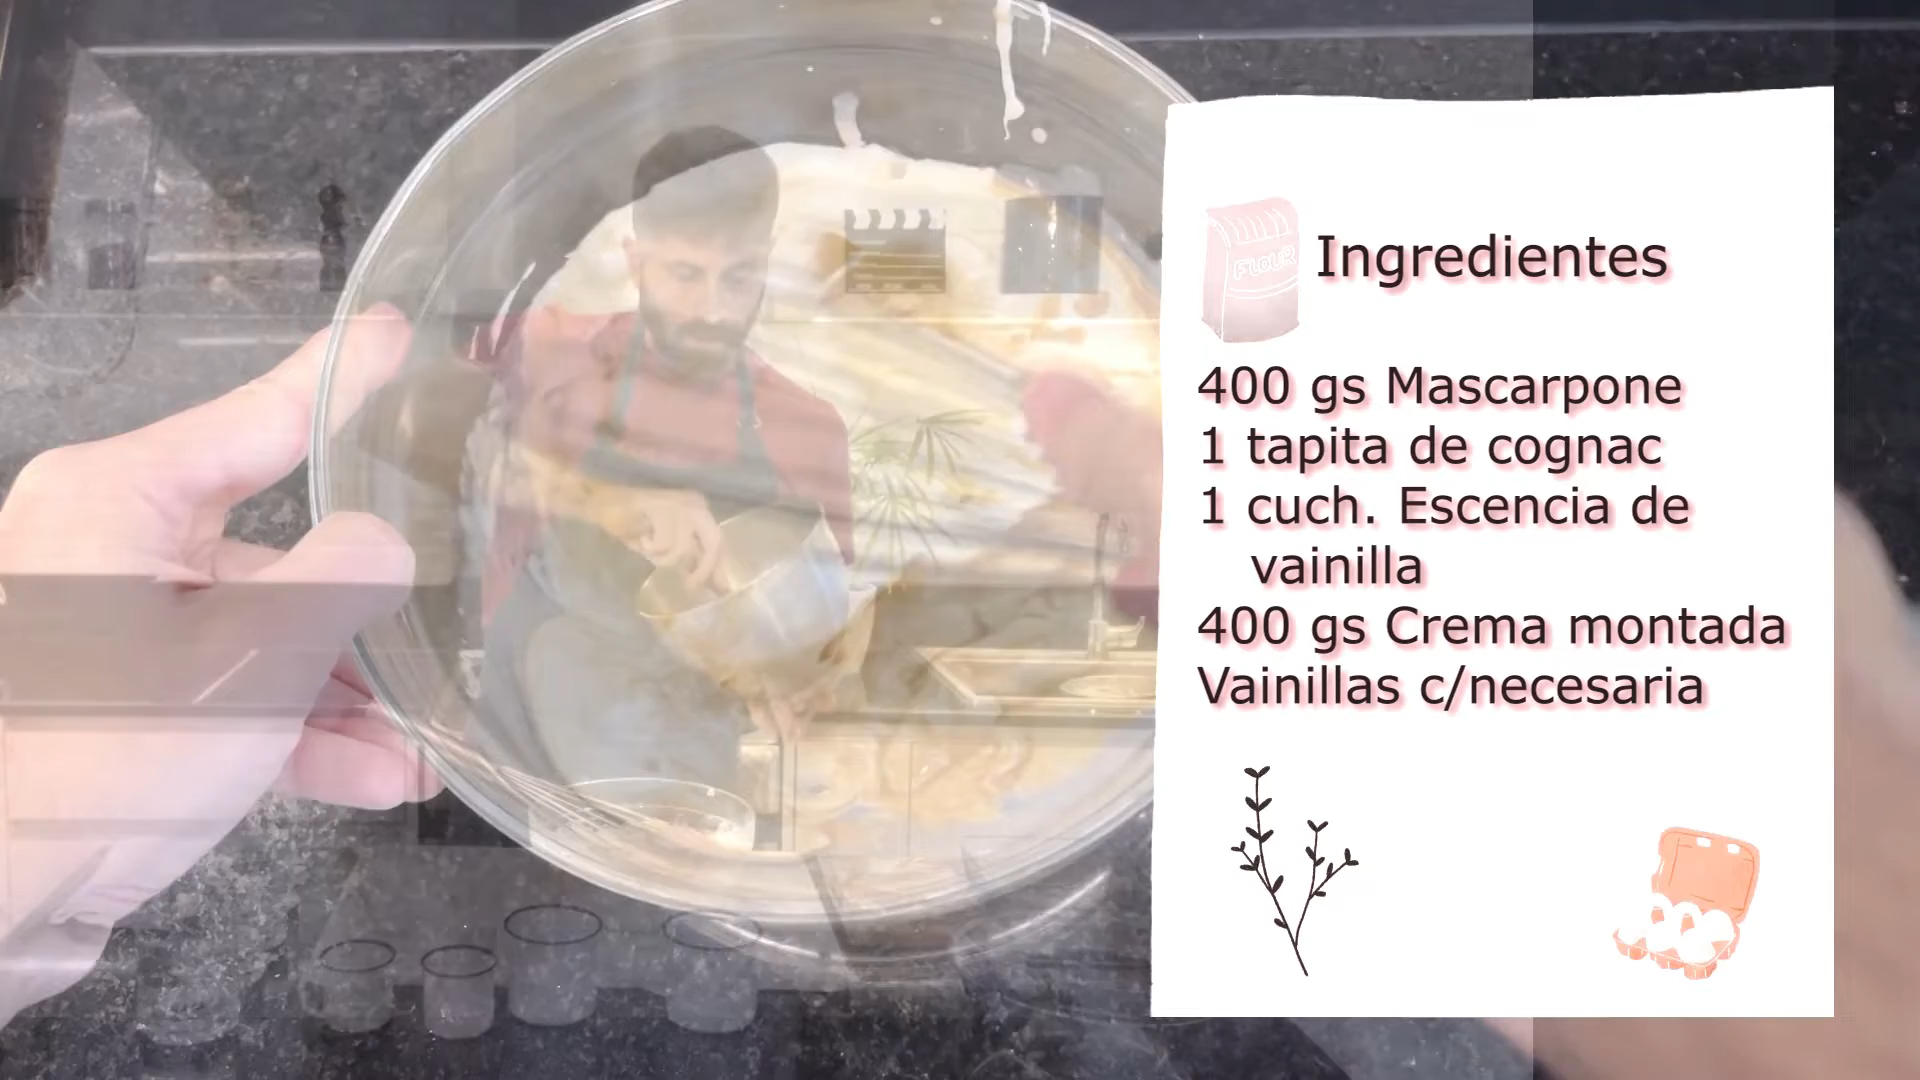 FLOUR
Ingredientes
400 gs Mascarpone
1 tapita de cognac
1 cuch. Escencia de
vainilla
400 gs Crema montada
Vainillas c/necesaria